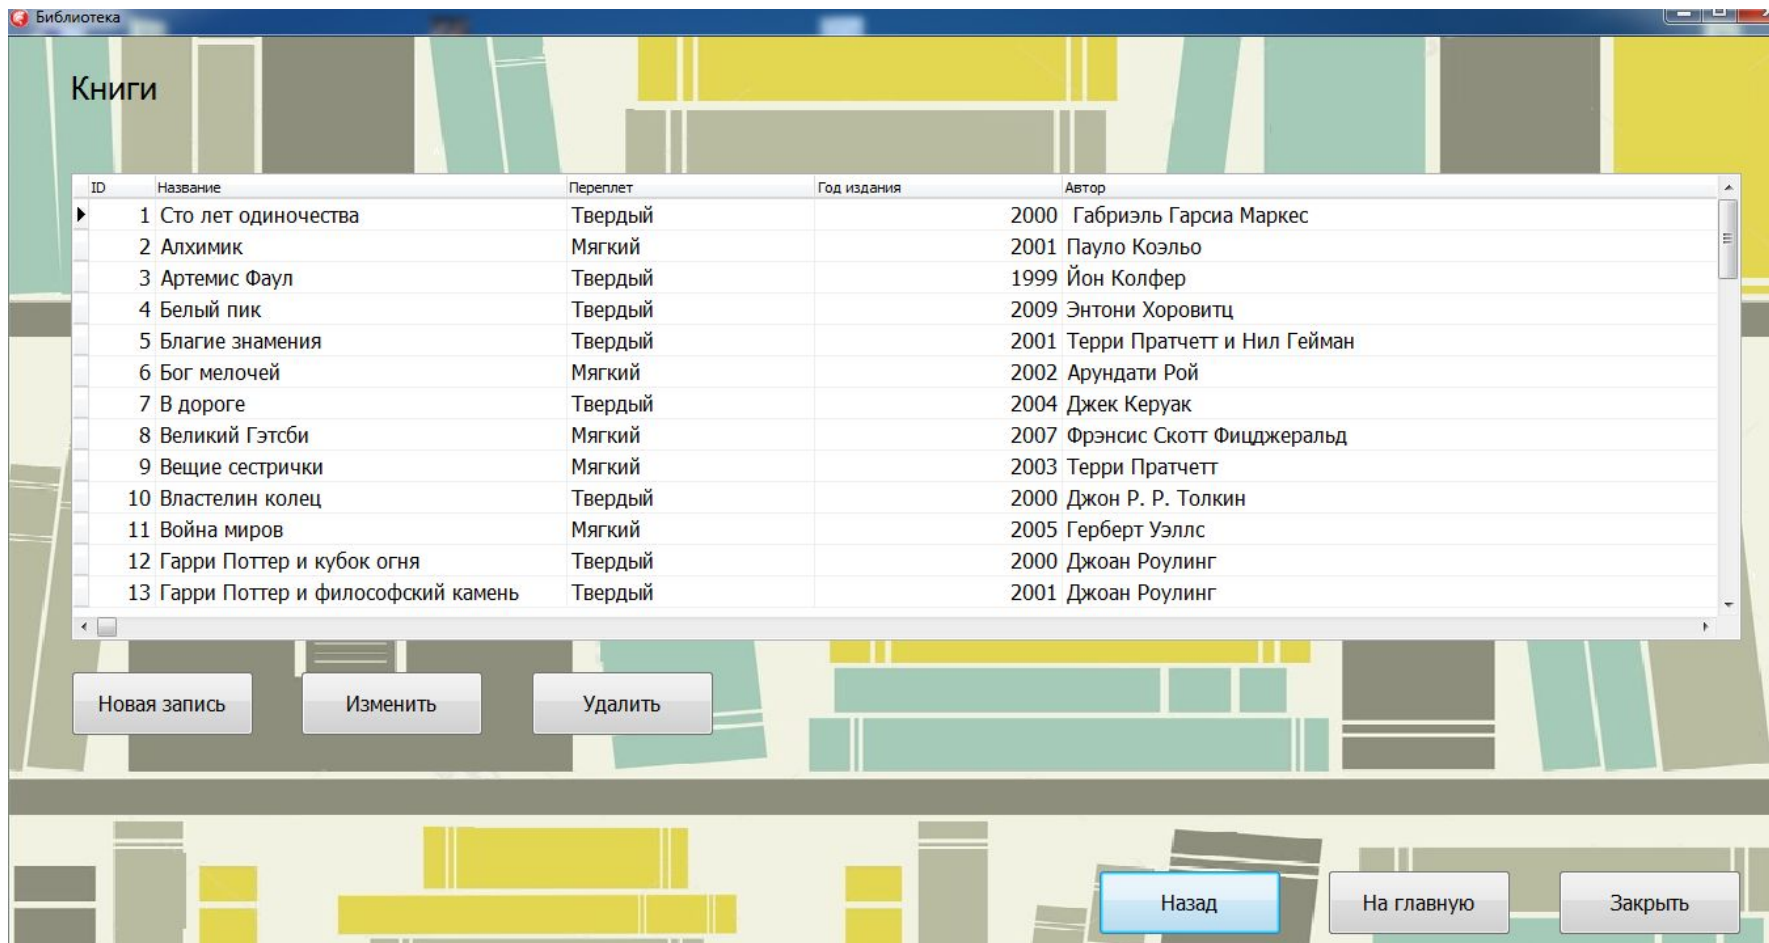 Библиотека
Книги
ID Название Переплет Год издания Автор
1 Сто лет одиночества Твердый 2000 Габриэль Гарсиа Маркес
2 Алхимик Мягкий 2001 Пауло Коэльо
3 Артемис Фаул Твердый 1999 Йон Колфер
4 Белый пик Твердый 2009 Энтони Хоровитц
5 Благие знамения Твердый 2001 Терри Пратчетт и Нил Гейман
6 Бог мелочей Мягкий 2002 Арундати Рой
7 В дороге Твердый 2004 Джек Керуак
8 Великий Гэтсби Мягкий 2007 Фрэнсис Скотт Фицджеральд
9 Вещие сестрички Мягкий 2003 Терри Пратчетт
10 Властелин колец Твердый 2000 Джон Р. Р. Толкин
11 Война миров Мягкий 2005 Герберт Уэллс
12 Гарри Поттер и кубок огня Твердый 2000 Джоан Роулинг
13 Гарри Поттер и философский камень Твердый 2001 Джоан Роулинг
Новая запись Изменить Удалить
Назад На главную Закрыть